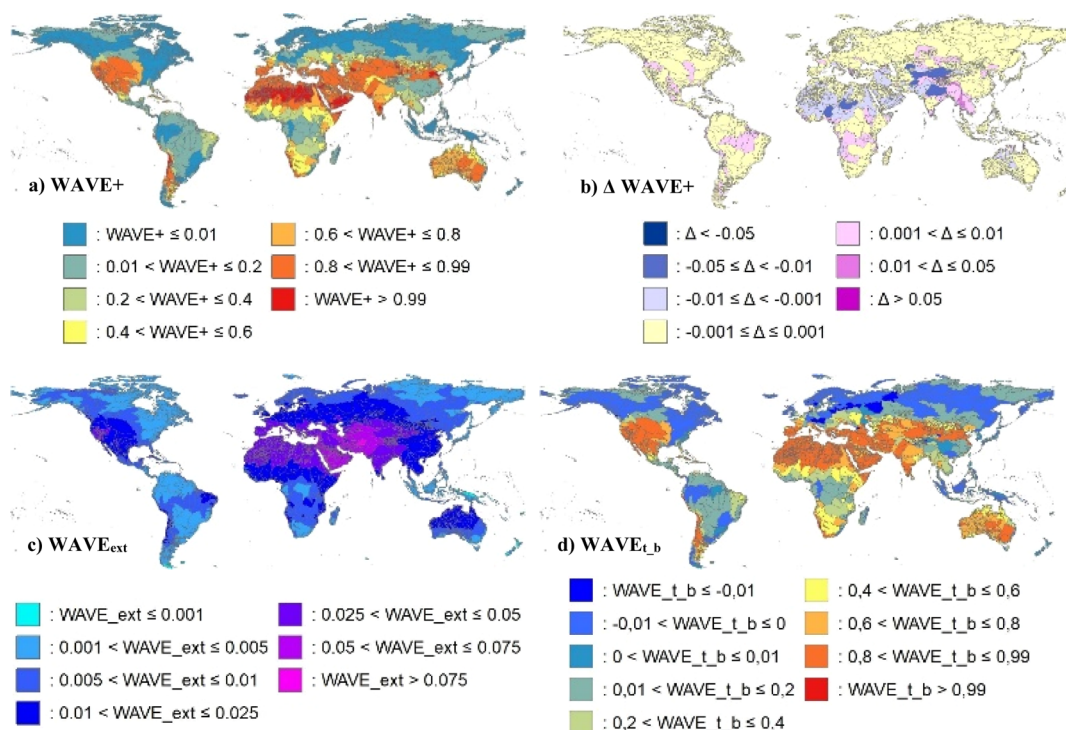 a) WAVE+
: WAVE+ ≤ 0.01
: 0.01 < WAVE+ ≤ 0.2
: 0.2 < WAVE+ ≤ 0.4
: 0.4 < WAVE+ ≤ 0.6
: 0.6 < WAVE+ ≤ 0.8
: 0.8 < WAVE+ ≤ 0.99
: WAVE+ > 0.99
b) Δ WAVE+
: Δ < -0.05
: -0.05 ≤ Δ < -0.01
: -0.01 ≤ Δ < -0.001
: -0.001 ≤ Δ ≤ 0.001
: 0.001 < Δ ≤ 0.01
: 0.01 < Δ ≤ 0.05
: Δ > 0.05
c) WAVEext
: WAVE_ext ≤ 0.001
: 0.001 < WAVE_ext ≤ 0.005
: 0.005 < WAVE_ext ≤ 0.01
: 0.01 < WAVE_ext ≤ 0.025
: 0.025 < WAVE_ext ≤ 0.05
: 0.05 < WAVE_ext ≤ 0.075
: WAVE_ext > 0.075
d) WAVEt_b
: WAVE_t_b ≤ -0,01
: -0,01 < WAVE_t_b ≤ 0
: 0 < WAVE_t_b ≤ 0,01
: 0,01 < WAVE_t_b ≤ 0,2
: 0,2 < WAVE_t_b ≤ 0,4
: 0,4 < WAVE_t_b ≤ 0,6
: 0,6 < WAVE_t_b ≤ 0,8
: 0,8 < WAVE_t_b ≤ 0,99
: WAVE_t_b > 0,99